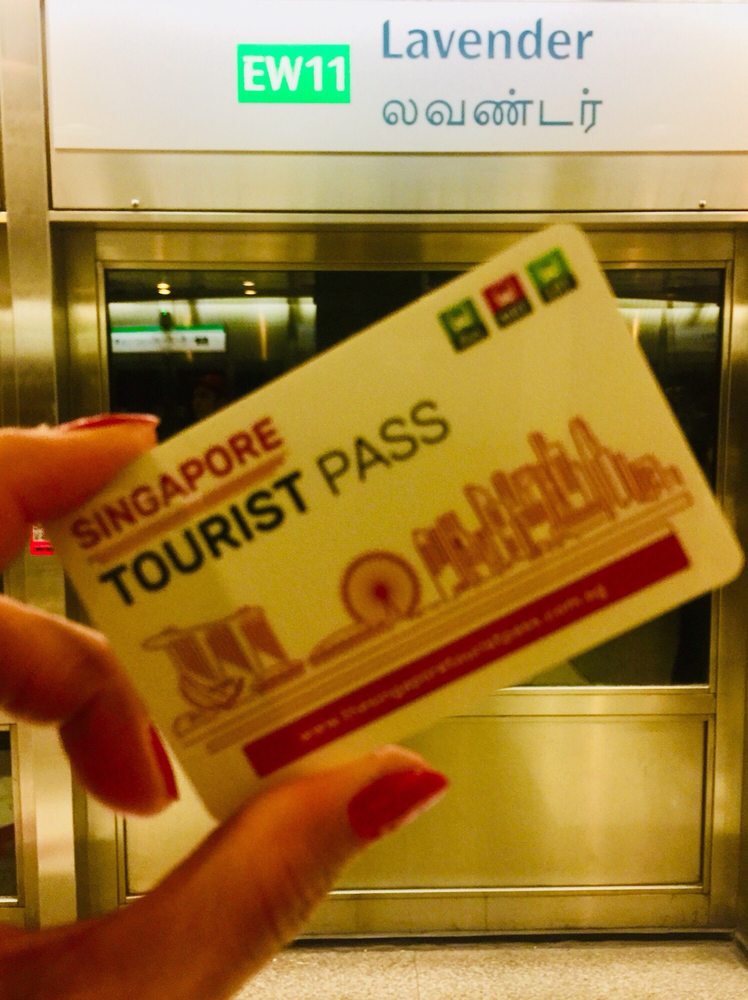 EW11
Lavender
லவண்டர்
SINGAPORE
TOURIST PASS
www.thesingaporetouristpass.com.sg